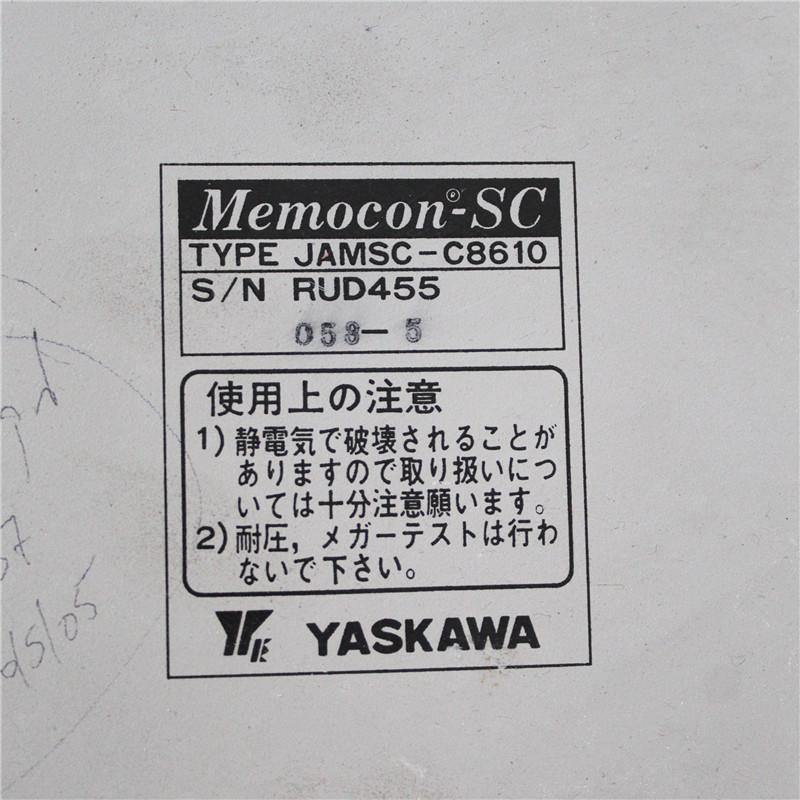 Memocon®-SC
TYPE JAMSC-C8610
S/N RUD455
058-5
使用上の注意
1) 静電気で破壊されることが
ありますので取り扱いにつ
いては十分注意願います。
2) 耐圧，メガーテストは行わ
ないで下さい。
YASKAWA